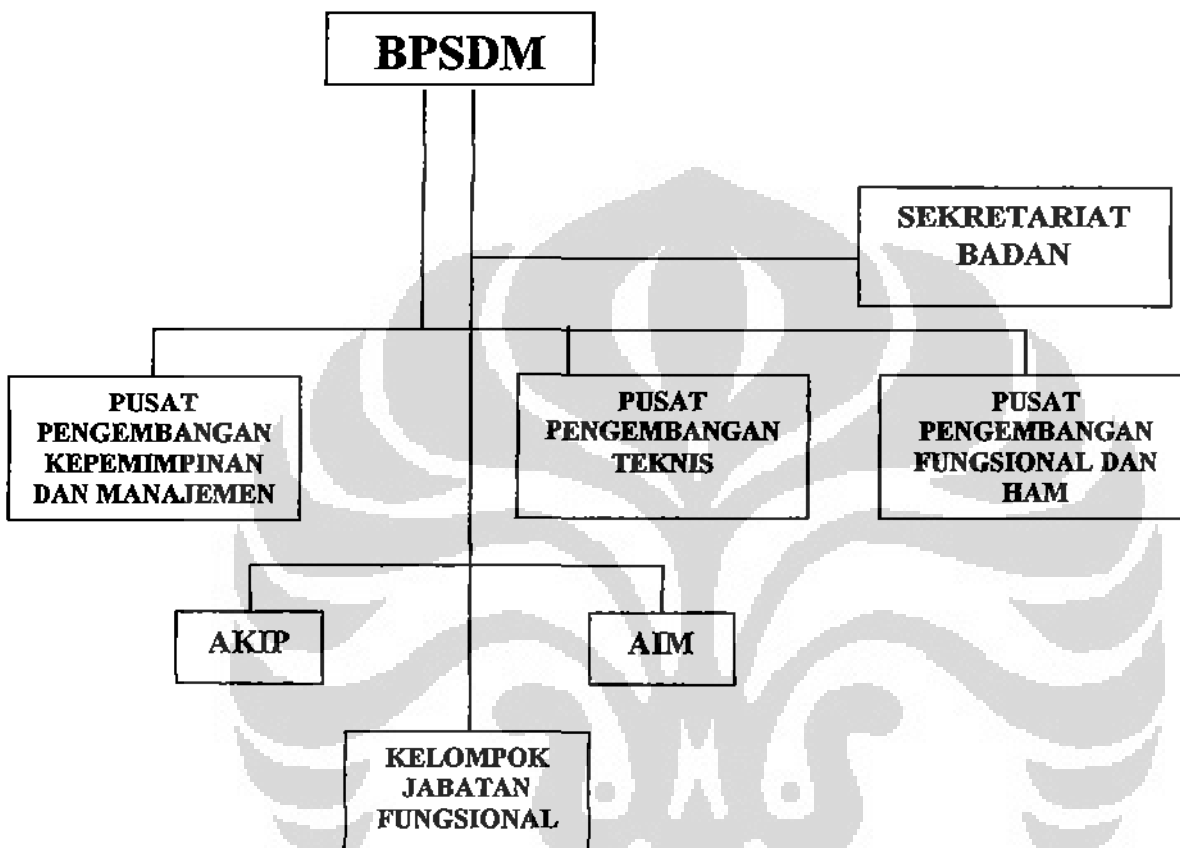 BPSDM
SEKRETARIAT
BADAN
PUSAT
PENGEMBANGAN
KEPEMIMPINAN
DAN MANAJEMEN
PUSAT
PENGEMBANGAN
TEKNIS
PUSAT
PENGEMBANGAN
FUNGSIONAL DAN
HAM
AKIP
AIM
KELOMPOK
JABATAN
FUNGSIONAL